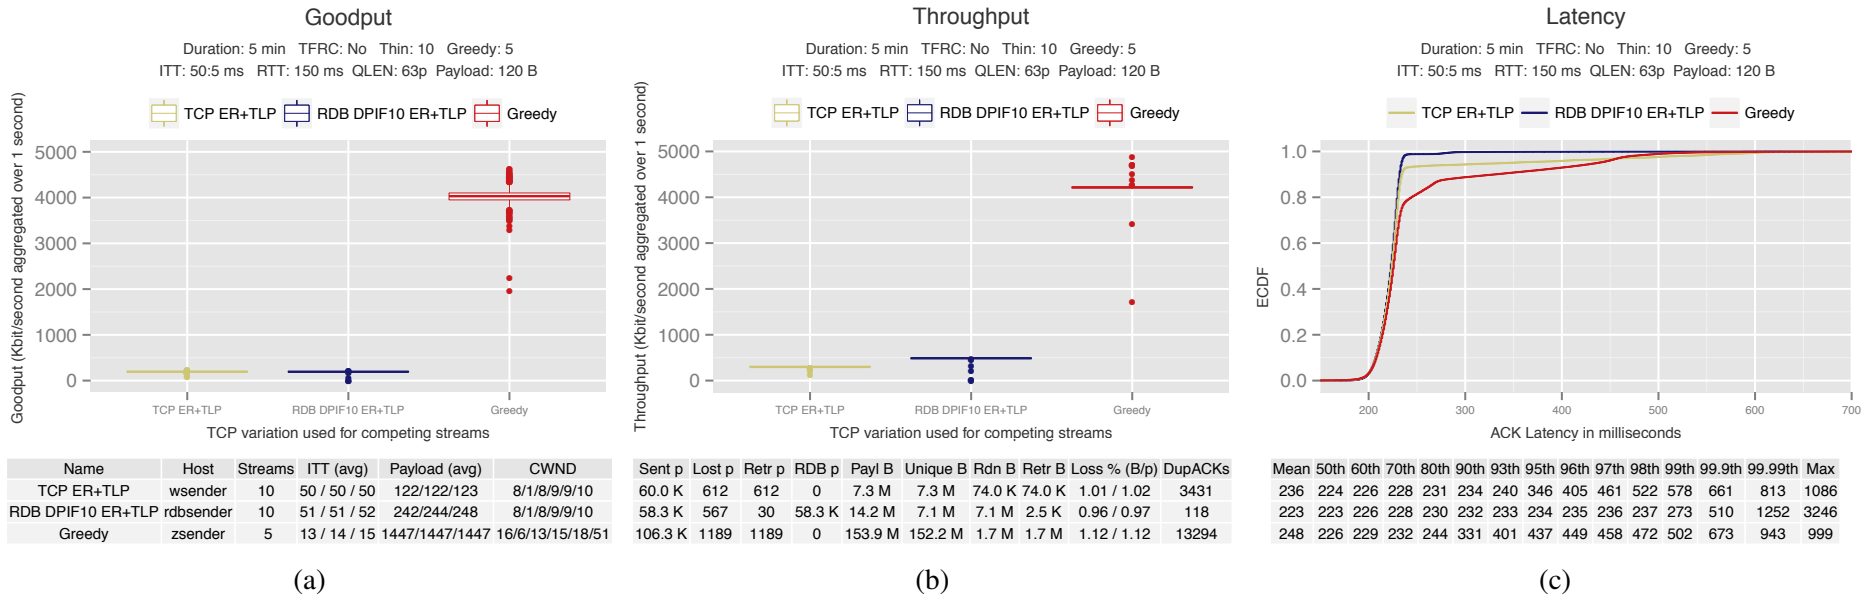 Goodput
Duration: 5 min TFRC: No Thin: 10 Greedy: 5
ITT: 50:5 ms RTT: 150 ms QLEN: 63p Payload: 120 B
TCP ER+TLP RDB DPIF10 ER+TLP Greedy
Goodput (Kbit/second aggregated over 1 second)
5000
4000
3000
2000
1000
0
TCP ER+TLP RDB DPIF10 ER+TLP Greedy
TCP variation used for competing streams
Name Host Streams ITT (avg) Payload (avg) CWND
TCP ER+TLP wsender 10 50 / 50 / 50 122/122/123 8/1/8/9/9/10
RDB DPIF10 ER+TLP rdbsender 10 51 / 51 / 52 242/244/248 8/1/8/9/9/10
Greedy zsender 5 13 / 14 / 15 1447/1447/1447 16/6/13/15/18/51
(a)
Throughput
Duration: 5 min TFRC: No Thin: 10 Greedy: 5
ITT: 50:5 ms RTT: 150 ms QLEN: 63p Payload: 120 B
TCP ER+TLP RDB DPIF10 ER+TLP Greedy
Throughput (Kbit/second aggregated over 1 second)
5000
4000
3000
2000
1000
0
TCP ER+TLP RDB DPIF10 ER+TLP Greedy
TCP variation used for competing streams
Sent p Lost p Retr p RDB p Payl B Unique B Rdn B Retr B Loss % (B/p) DupACKs
60.0 K 612 612 0 7.3 M 7.3 M 74.0 K 74.0 K 1.01 / 1.02 3431
58.3 K 567 30 58.3 K 14.2 M 7.1 M 7.1 M 2.5 K 0.96 / 0.97 118
106.3 K 1189 1189 0 153.9 M 152.2 M 1.7 M 1.7 M 1.12 / 1.12 13294
(b)
Latency
Duration: 5 min TFRC: No Thin: 10 Greedy: 5
ITT: 50:5 ms RTT: 150 ms QLEN: 63p Payload: 120 B
TCP ER+TLP RDB DPIF10 ER+TLP Greedy
ECDF
1.0
0.8
0.6
0.4
0.2
0.0
200 300 400 500 600 700
ACK Latency in milliseconds
Mean 50th 60th 70th 80th 90th 93th 95th 96th 97th 98th 99th 99.9th 99.99th Max
236 224 226 228 231 234 240 346 405 461 522 578 661 813 1086
223 223 226 228 230 232 233 234 235 236 237 273 510 1252 3246
248 226 229 232 244 331 401 437 449 458 472 502 673 943 999
(c)